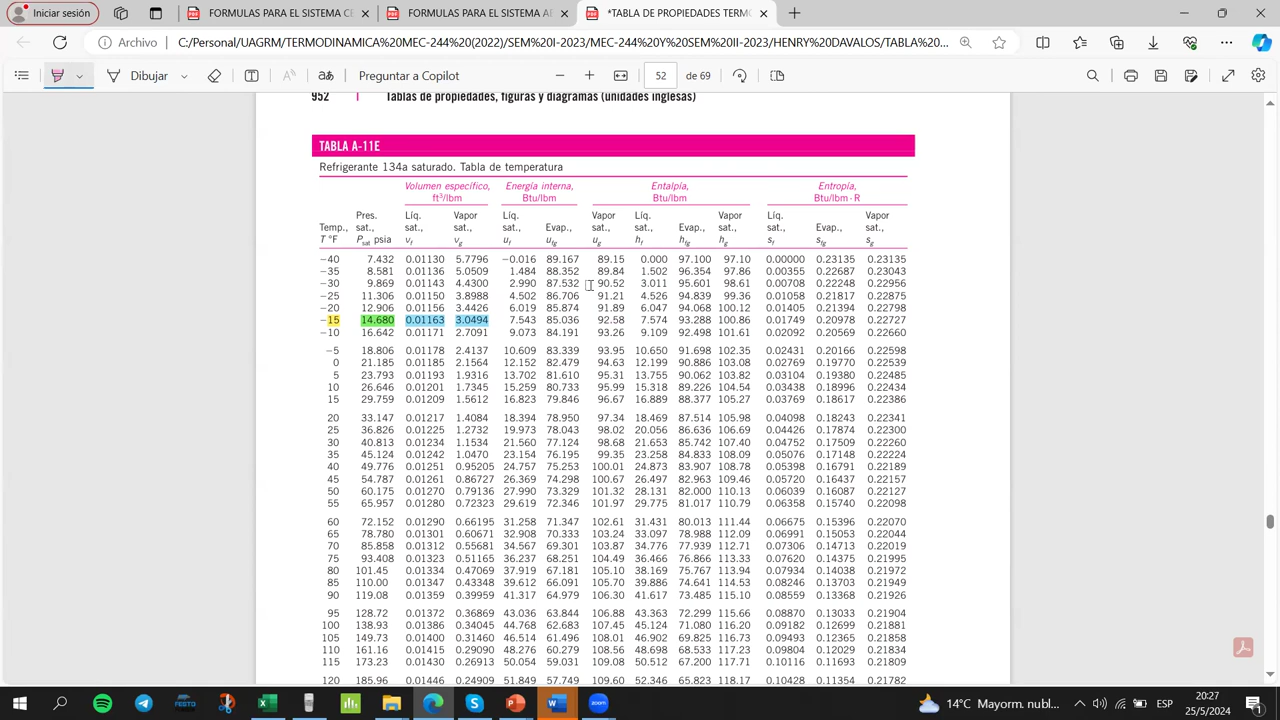 Iniciar sesión
FORMULAS PARA EL SISTEMA CE
FORMULAS PARA EL SISTEMA AB
*TABLA DE PROPIEDADES TERMO
Archivo
C:/Personal/UAGRM/TERMODINAMICA%20MEC-244%20(2022)/SEM%20I-2023/MEC-244%20Y%20SEM%20II-2023/HENRY%20DAVALOS/TABLA%20...
Dibujar
Preguntar a Copilot
52 de 69
952 | Tablas de propiedades, figuras y diagramas (unidades inglesas)
TABLA A-11E
Refrigerante 134a saturado. Tabla de temperatura
Volumen específico, Energía interna, Entalpía, Entropía,
ft³/lbm Btu/lbm Btu/lbm Btu/lbm · R
Pres. Líq. Vapor Líq. Vapor Líq. Vapor Líq. Vapor
Temp., sat., sat., sat., sat., Evap., sat., sat., Evap., sat., sat., Evap., sat.,
T °F Psat psia vf vg uf ufg ug hf hfg hg sf sfg sg
−40 7.432 0.01130 5.7796 −0.016 89.167 89.15 0.000 97.100 97.10 0.00000 0.23135 0.23135
−35 8.581 0.01136 5.0509 1.484 88.352 89.84 1.502 96.354 97.86 0.00355 0.22687 0.23043
−30 9.869 0.01143 4.4300 2.990 87.532 90.52 3.011 95.601 98.61 0.00708 0.22248 0.22956
−25 11.306 0.01150 3.8988 4.502 86.706 91.21 4.526 94.839 99.36 0.01058 0.21817 0.22875
−20 12.906 0.01156 3.4426 6.019 85.874 91.89 6.047 94.068 100.12 0.01405 0.21394 0.22798
−15 14.680 0.01163 3.0494 7.543 85.036 92.58 7.574 93.288 100.86 0.01749 0.20978 0.22727
−10 16.642 0.01171 2.7091 9.073 84.191 93.26 9.109 92.498 101.61 0.02092 0.20569 0.22660
−5 18.806 0.01178 2.4137 10.609 83.339 93.95 10.650 91.698 102.35 0.02431 0.20166 0.22598
0 21.185 0.01185 2.1564 12.152 82.479 94.63 12.199 90.886 103.08 0.02769 0.19770 0.22539
5 23.793 0.01193 1.9316 13.702 81.610 95.31 13.755 90.062 103.82 0.03104 0.19380 0.22485
10 26.646 0.01201 1.7345 15.259 80.733 95.99 15.318 89.226 104.54 0.03438 0.18996 0.22434
15 29.759 0.01209 1.5612 16.823 79.846 96.67 16.889 88.377 105.27 0.03769 0.18617 0.22386
20 33.147 0.01217 1.4084 18.394 78.950 97.34 18.469 87.514 105.98 0.04098 0.18243 0.22341
25 36.826 0.01225 1.2732 19.973 78.043 98.02 20.056 86.636 106.69 0.04426 0.17874 0.22300
30 40.813 0.01234 1.1534 21.560 77.124 98.68 21.653 85.742 107.40 0.04752 0.17509 0.22260
35 45.124 0.01242 1.0470 23.154 76.195 99.35 23.258 84.833 108.09 0.05076 0.17148 0.22224
40 49.776 0.01251 0.95205 24.757 75.253 100.01 24.873 83.907 108.78 0.05398 0.16791 0.22189
45 54.787 0.01261 0.86727 26.369 74.298 100.67 26.497 82.963 109.46 0.05720 0.16437 0.22157
50 60.175 0.01270 0.79136 27.990 73.329 101.32 28.131 82.000 110.13 0.06039 0.16087 0.22127
55 65.957 0.01280 0.72323 29.619 72.346 101.97 29.775 81.017 110.79 0.06358 0.15740 0.22098
60 72.152 0.01290 0.66195 31.258 71.347 102.61 31.431 80.013 111.44 0.06675 0.15396 0.22070
65 78.780 0.01301 0.60671 32.908 70.333 103.24 33.097 78.988 112.09 0.06991 0.15053 0.22044
70 85.858 0.01312 0.55681 34.567 69.301 103.87 34.776 77.939 112.71 0.07306 0.14713 0.22019
75 93.408 0.01323 0.51165 36.237 68.251 104.49 36.466 76.866 113.33 0.07620 0.14375 0.21995
80 101.45 0.01334 0.47069 37.919 67.181 105.10 38.169 75.767 113.94 0.07934 0.14038 0.21972
85 110.00 0.01347 0.43348 39.612 66.091 105.70 39.886 74.641 114.53 0.08246 0.13703 0.21949
90 119.08 0.01359 0.39959 41.317 64.979 106.30 41.617 73.485 115.10 0.08559 0.13368 0.21926
95 128.72 0.01372 0.36869 43.036 63.844 106.88 43.363 72.299 115.66 0.08870 0.13033 0.21904
100 138.93 0.01386 0.34045 44.768 62.683 107.45 45.124 71.080 116.20 0.09182 0.12699 0.21881
105 149.73 0.01400 0.31460 46.514 61.496 108.01 46.902 69.825 116.73 0.09493 0.12365 0.21858
110 161.16 0.01415 0.29090 48.276 60.279 108.56 48.698 68.533 117.23 0.09804 0.12029 0.21834
115 173.23 0.01430 0.26913 50.054 59.031 109.08 50.512 67.200 117.71 0.10116 0.11693 0.21809
120 185.96 0.01446 0.24909 51.849 57.749 109.60 52.346 65.823 118.17 0.10428 0.11354 0.21782
14°C Mayorm. nubl... ESP 20:27
25/5/2024